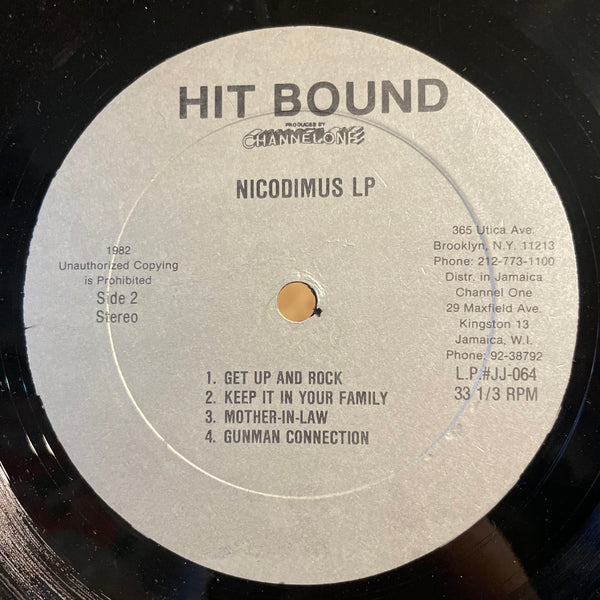 HIT BOUND
PRODUCED BY
CHANNEL ONE
NICODIMUS LP
1982
Unauthorized Copying
is Prohibited
Side 2
Stereo
365 Utica Ave.
Brooklyn, N.Y. 11213
Phone: 212-773-1100
Distr. in Jamaica
Channel One
29 Maxfield Ave.
Kingston 13
Jamaica, W.I.
Phone: 92-38792
L.P.#JJ-064
33 1/3 RPM
1. GET UP AND ROCK
2. KEEP IT IN YOUR FAMILY
3. MOTHER-IN-LAW
4. GUNMAN CONNECTION